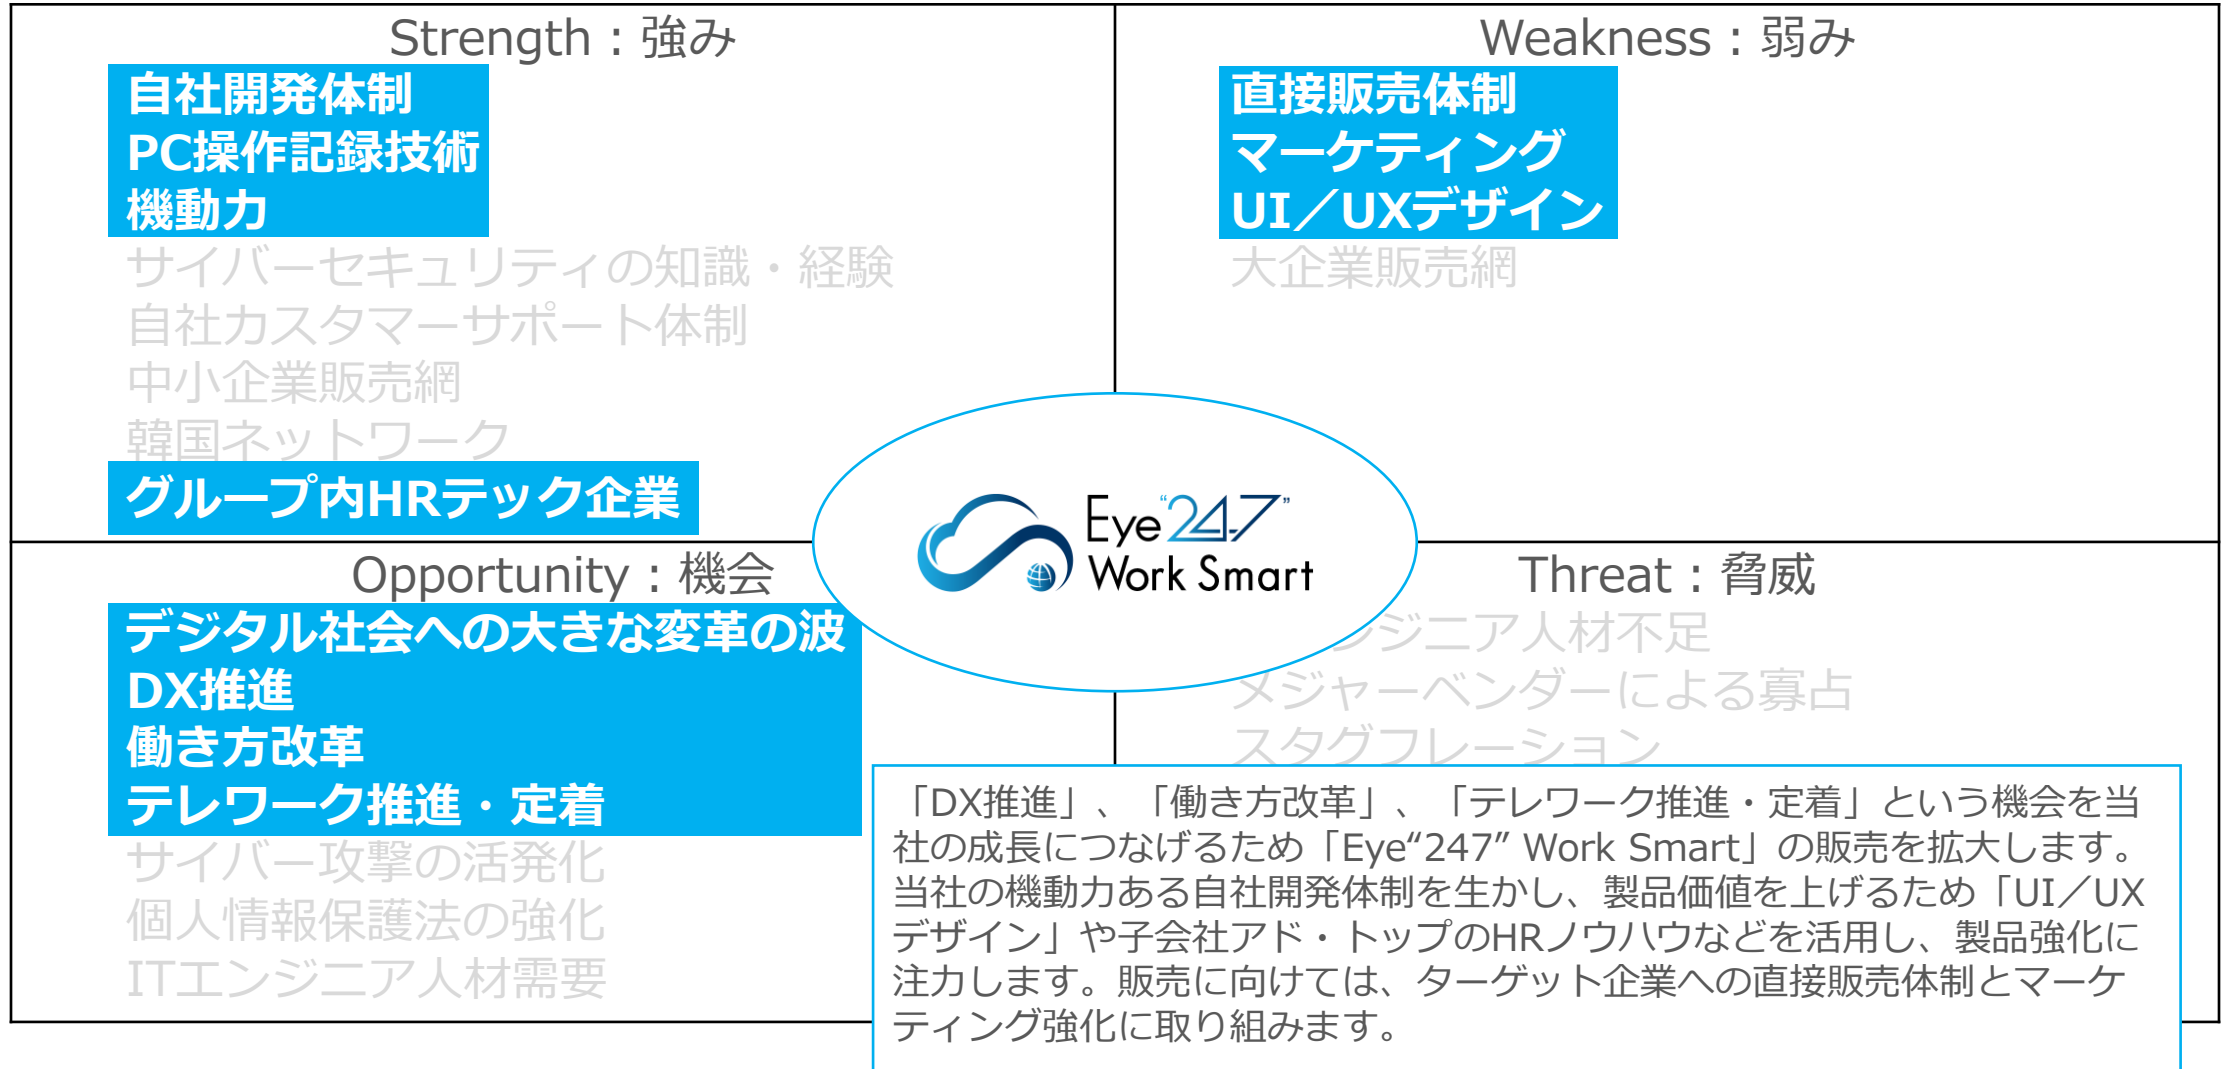 Strength：強み
自社開発体制
PC操作記録技術
機動力
サイバーセキュリティの知識・経験
自社カスタマーサポート体制
中小企業販売網
韓国ネットワーク
グループ内HRテック企業
Weakness：弱み
直接販売体制
マーケティング
UI／UXデザイン
大企業販売網
Eye“247”
Work Smart
Opportunity：機会
デジタル社会への大きな変革の波
DX推進
働き方改革
テレワーク推進・定着
サイバー攻撃の活発化
個人情報保護法の強化
ITエンジニア人材需要
Threat：脅威
ンジニア人材不足
メジャーベンダーによる寡占
スタグフレーション
「DX推進」、「働き方改革」、「テレワーク推進・定着」という機会を当
社の成長につなげるため「Eye“247” Work Smart」の販売を拡大します。
当社の機動力ある自社開発体制を生かし、製品価値を上げるため「UI／UX
デザイン」や子会社アド・トップのHRノウハウなどを活用し、製品強化に
注力します。販売に向けては、ターゲット企業への直接販売体制とマーケ
ティング強化に取り組みます。